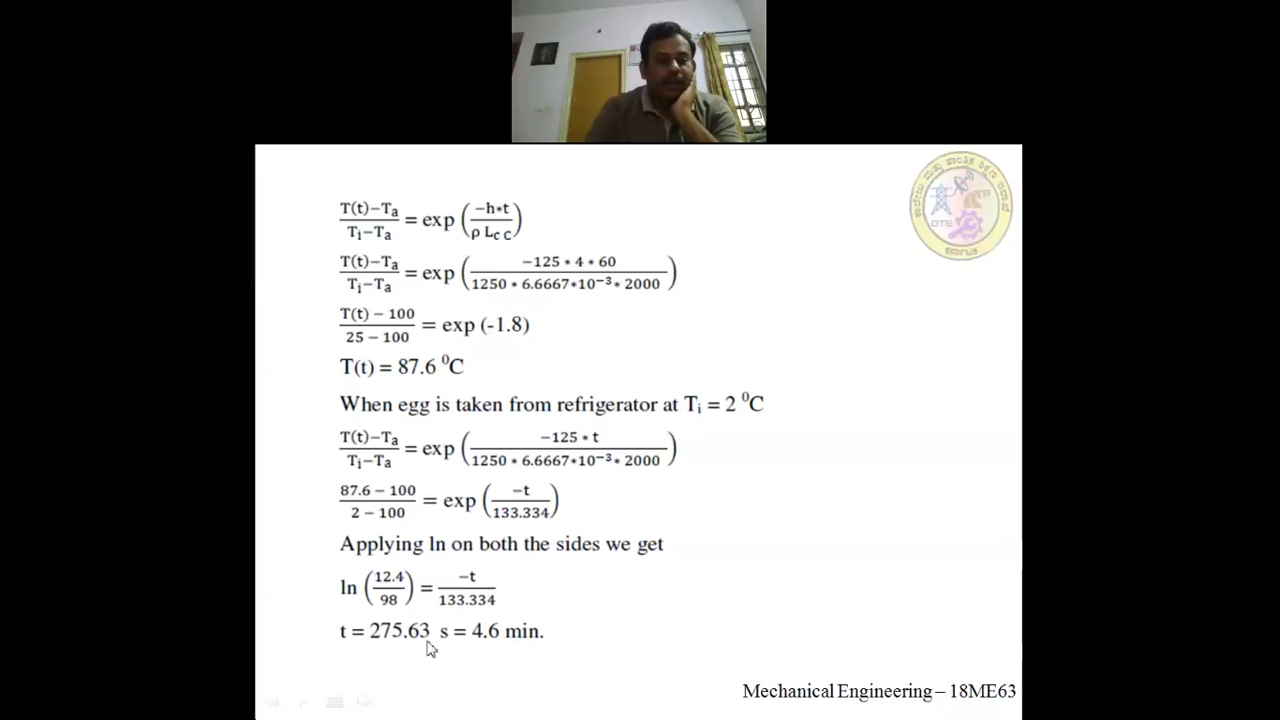 T(t)−Tₐ / Tᵢ−Tₐ = exp (−h*t / ρ L꜀ C)
T(t)−Tₐ / Tᵢ−Tₐ = exp (−125 * 4 * 60 / 1250 * 6.6667*10⁻³ * 2000)
T(t) − 100 / 25 − 100 = exp (-1.8)
T(t) = 87.6 ⁰C
When egg is taken from refrigerator at Tᵢ = 2 ⁰C
T(t)−Tₐ / Tᵢ−Tₐ = exp (−125 * t / 1250 * 6.6667*10⁻³ * 2000)
87.6 − 100 / 2 − 100 = exp (−t / 133.334)
Applying ln on both the sides we get
ln (12.4 / 98) = −t / 133.334
t = 275.63 s = 4.6 min.
DTE
Mechanical Engineering – 18ME63